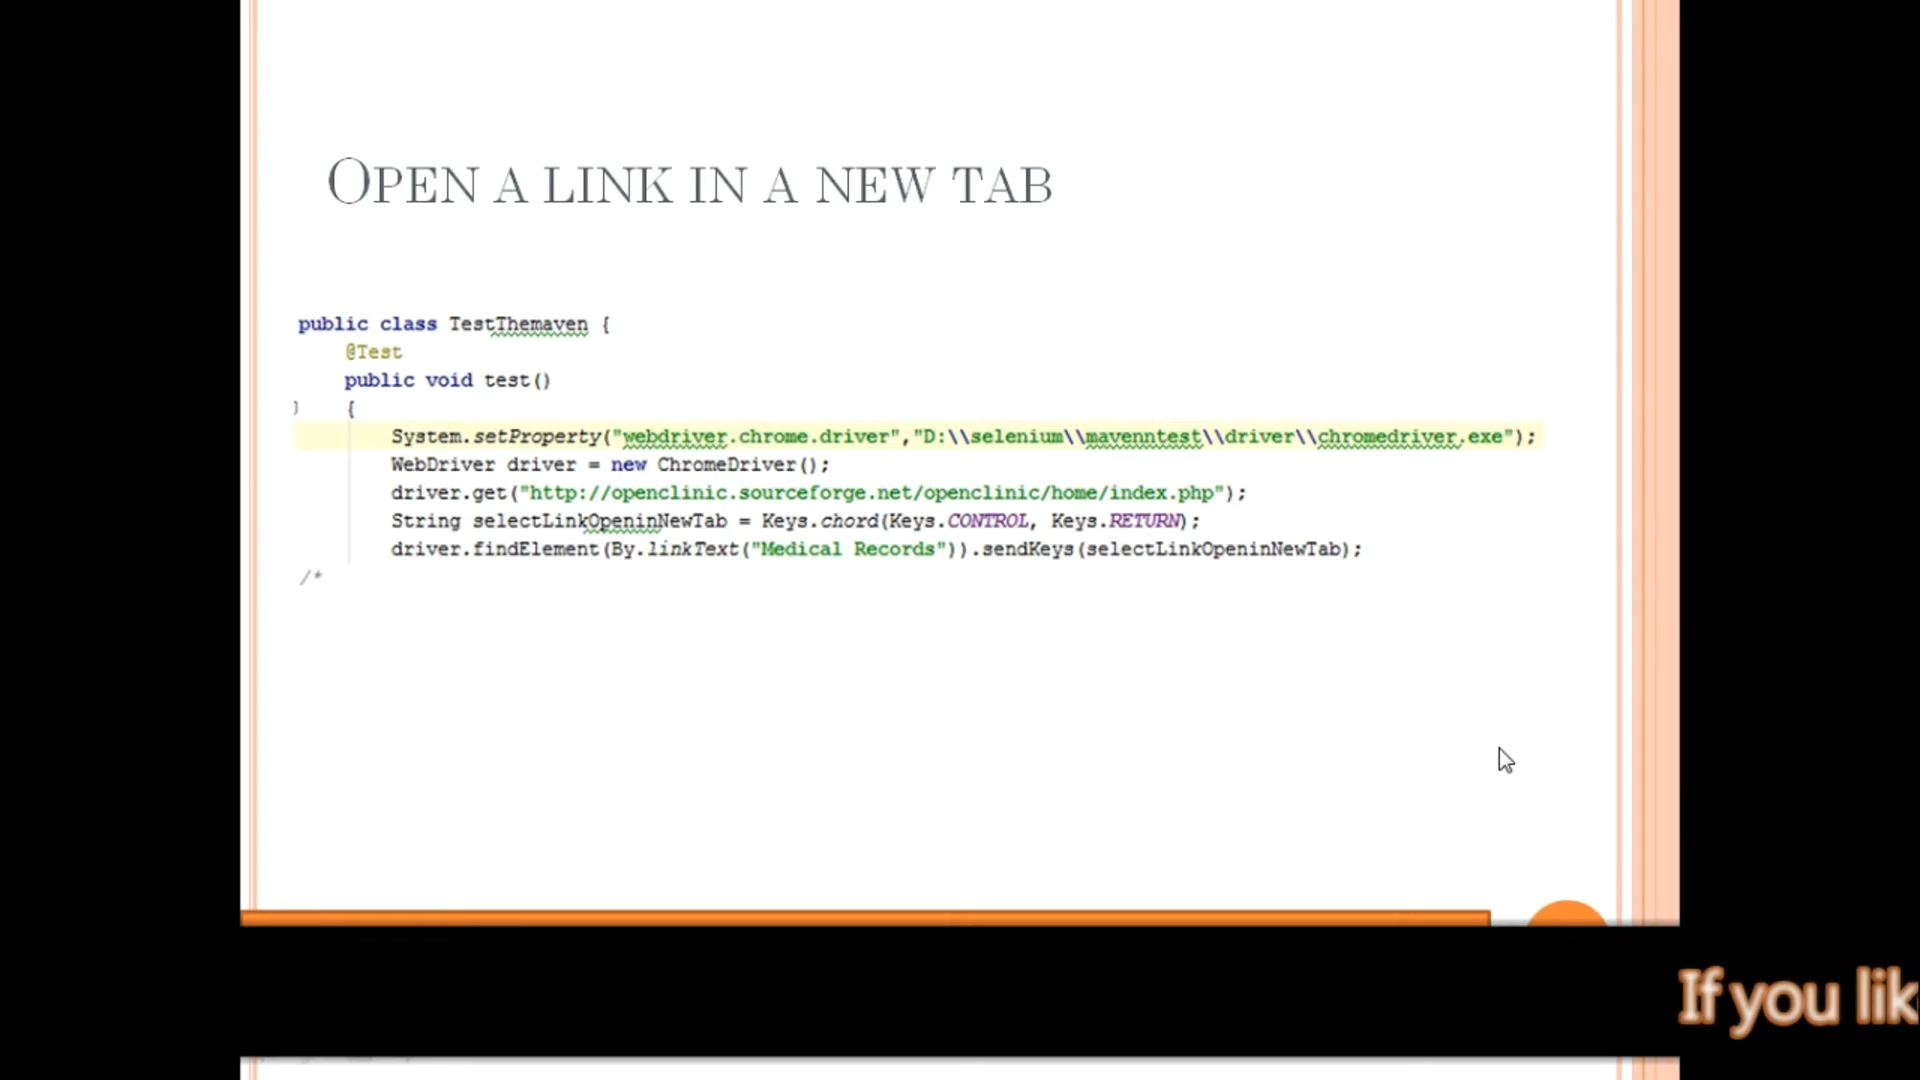 OPEN A LINK IN A NEW TAB
public class TestThemaven {
@Test
public void test()
{
System.setProperty("webdriver.chrome.driver","D:\\selenium\\mavenntest\\driver\\chromedriver.exe");
WebDriver driver = new ChromeDriver();
driver.get("http://openclinic.sourceforge.net/openclinic/home/index.php");
String selectLinkOpeninNewTab = Keys.chord(Keys.CONTROL, Keys.RETURN);
driver.findElement(By.linkText("Medical Records")).sendKeys(selectLinkOpeninNewTab);
/*
If you lik